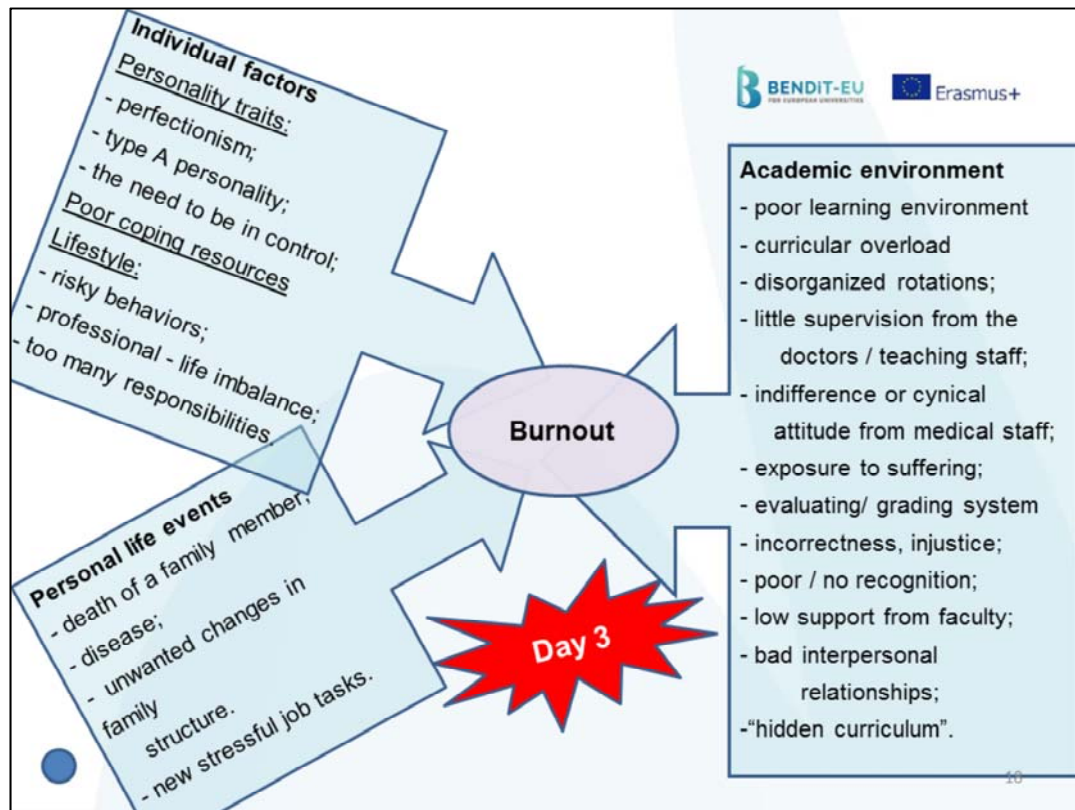 Individual factors
Personality traits:
- perfectionism;
- type A personality;
- the need to be in control;
Poor coping resources
Lifestyle:
- risky behaviors;
- professional - life imbalance;
- too many responsibilities.
Personal life events
- death of a family member;
- disease;
- unwanted changes in
family
structure.
- new stressful job tasks.
Burnout
Day 3
BENDIT-EU
FOR EUROPEAN UNIVERSITIES
Erasmus+
Academic environment
- poor learning environment
- curricular overload
- disorganized rotations;
- little supervision from the
doctors / teaching staff;
- indifference or cynical
attitude from medical staff;
- exposure to suffering;
- evaluating/ grading system
- incorrectness, injustice;
- poor / no recognition;
- low support from faculty;
- bad interpersonal
relationships;
-“hidden curriculum”.